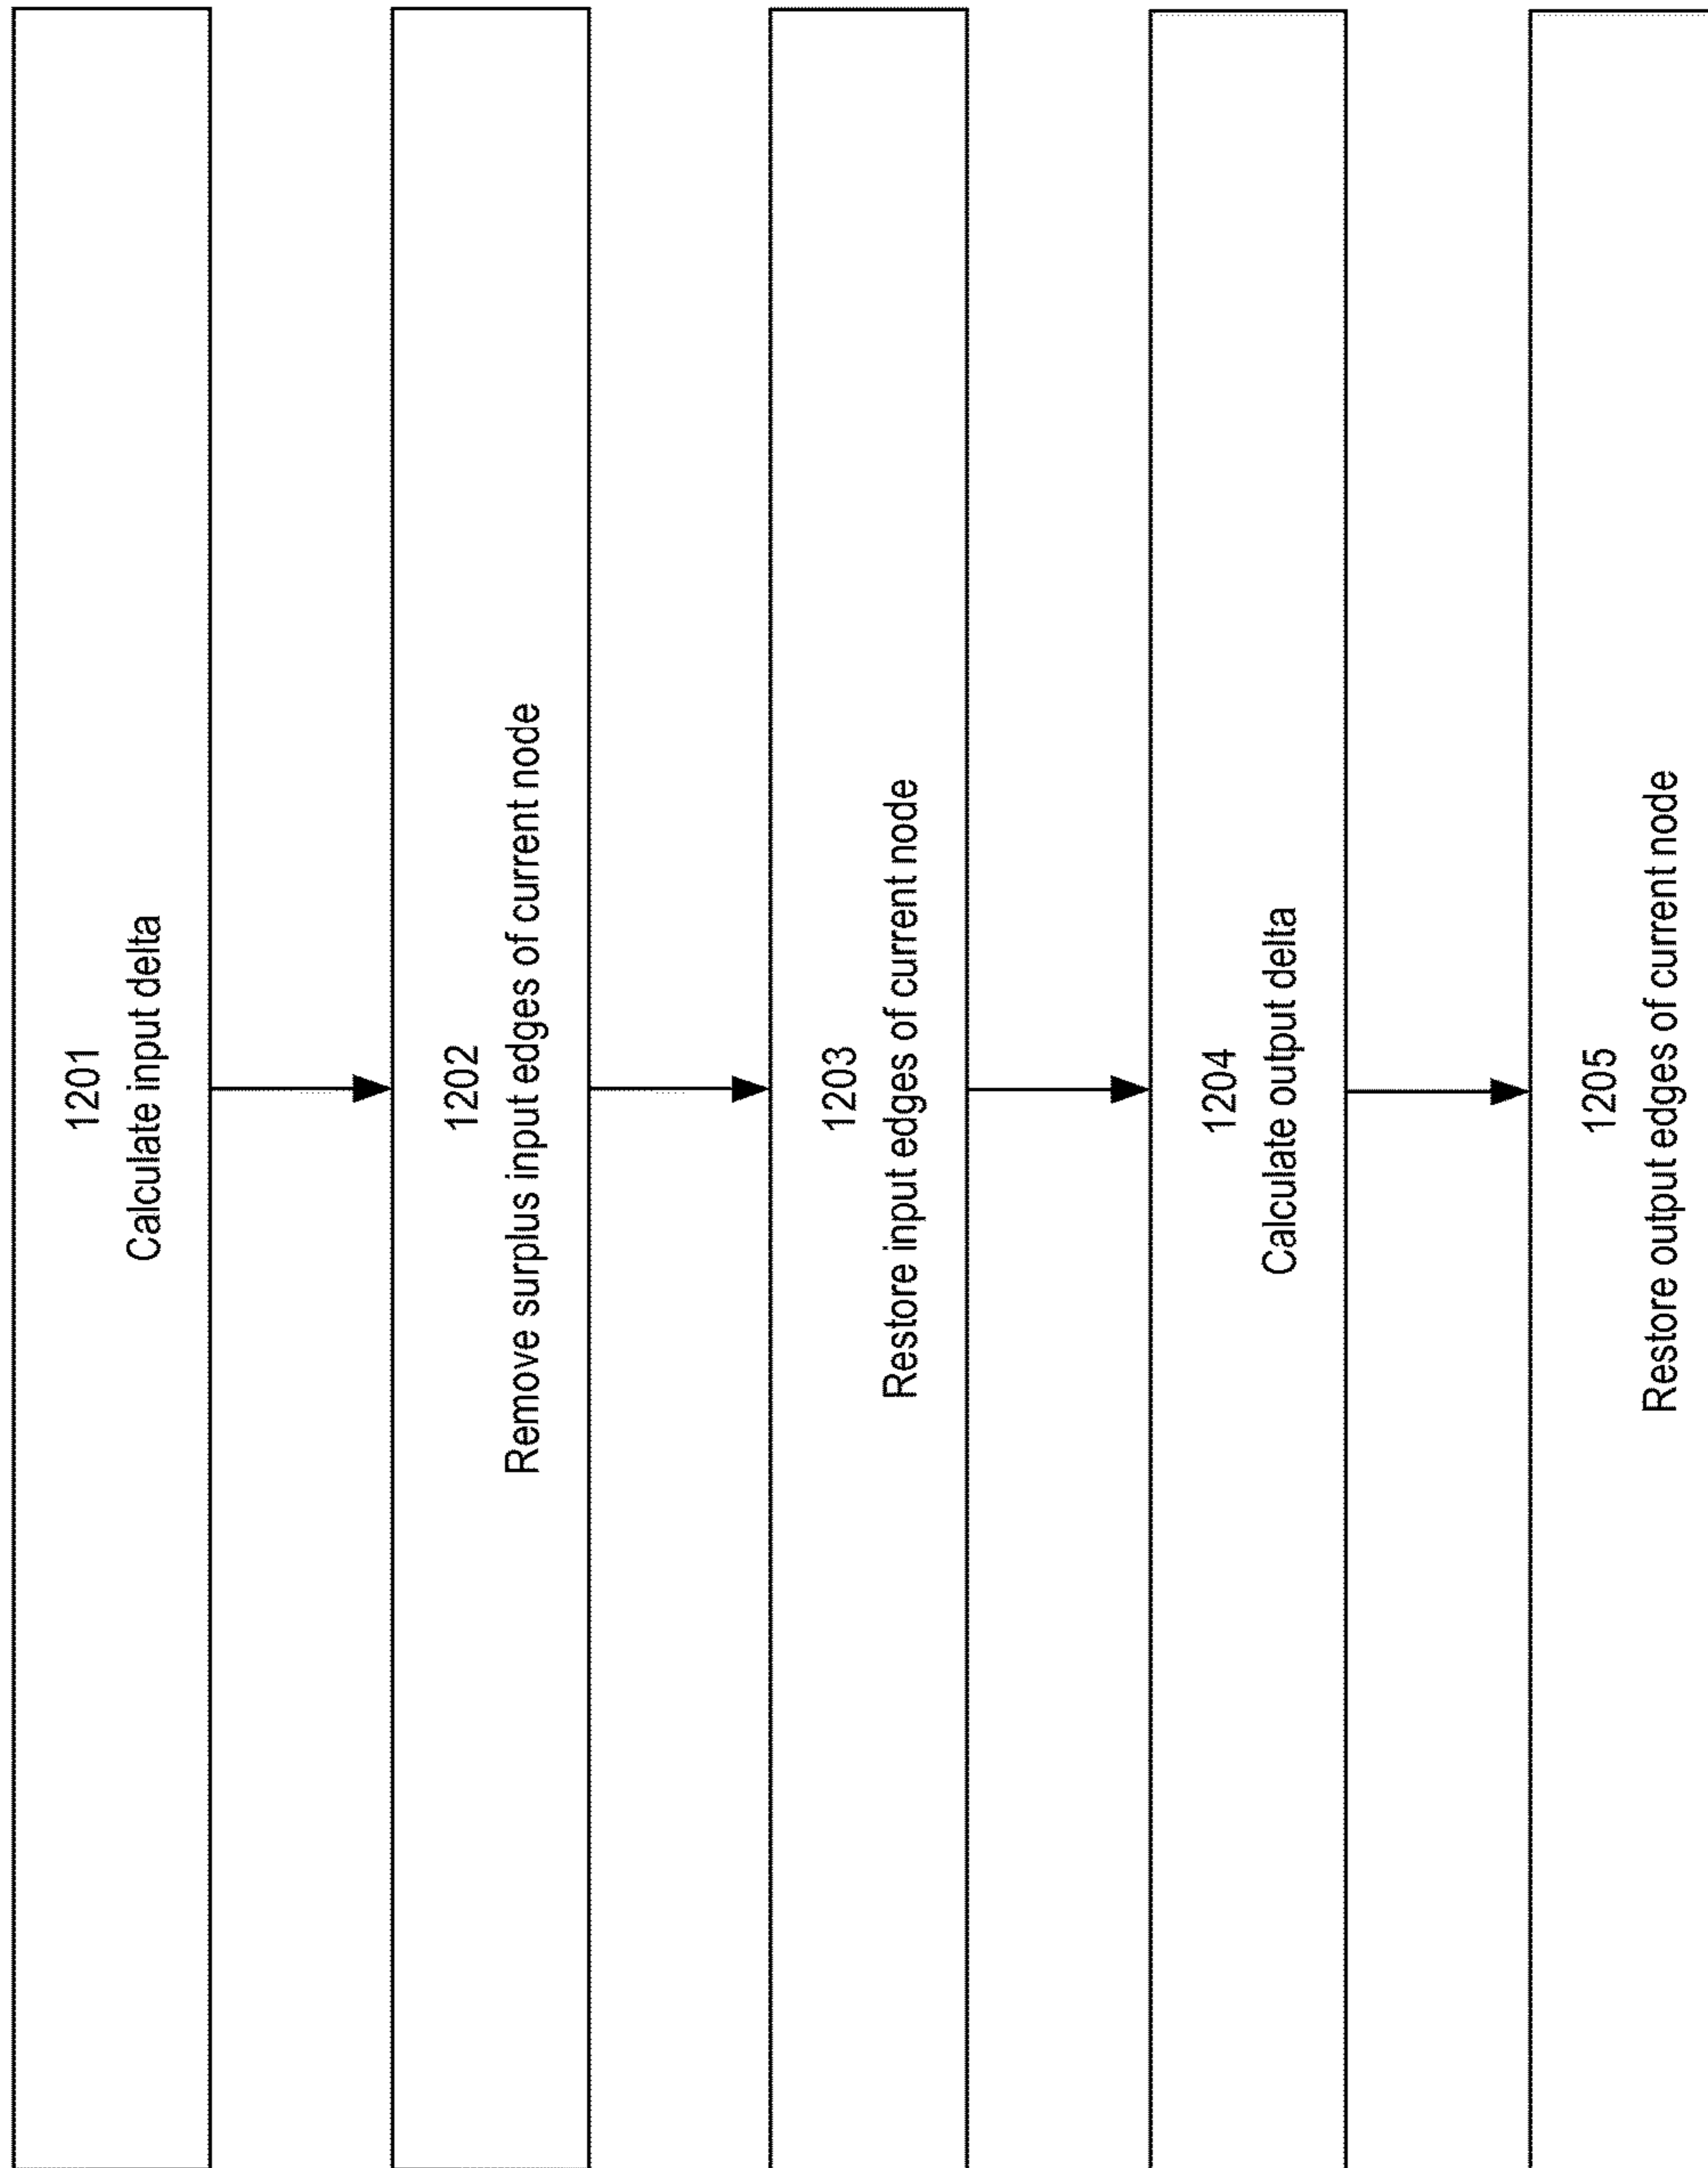 1201
Calculate input delta
1202
Remove surplus input edges of current node
1203
Restore input edges of current node
1204
Calculate output delta
1205
Restore output edges of current node